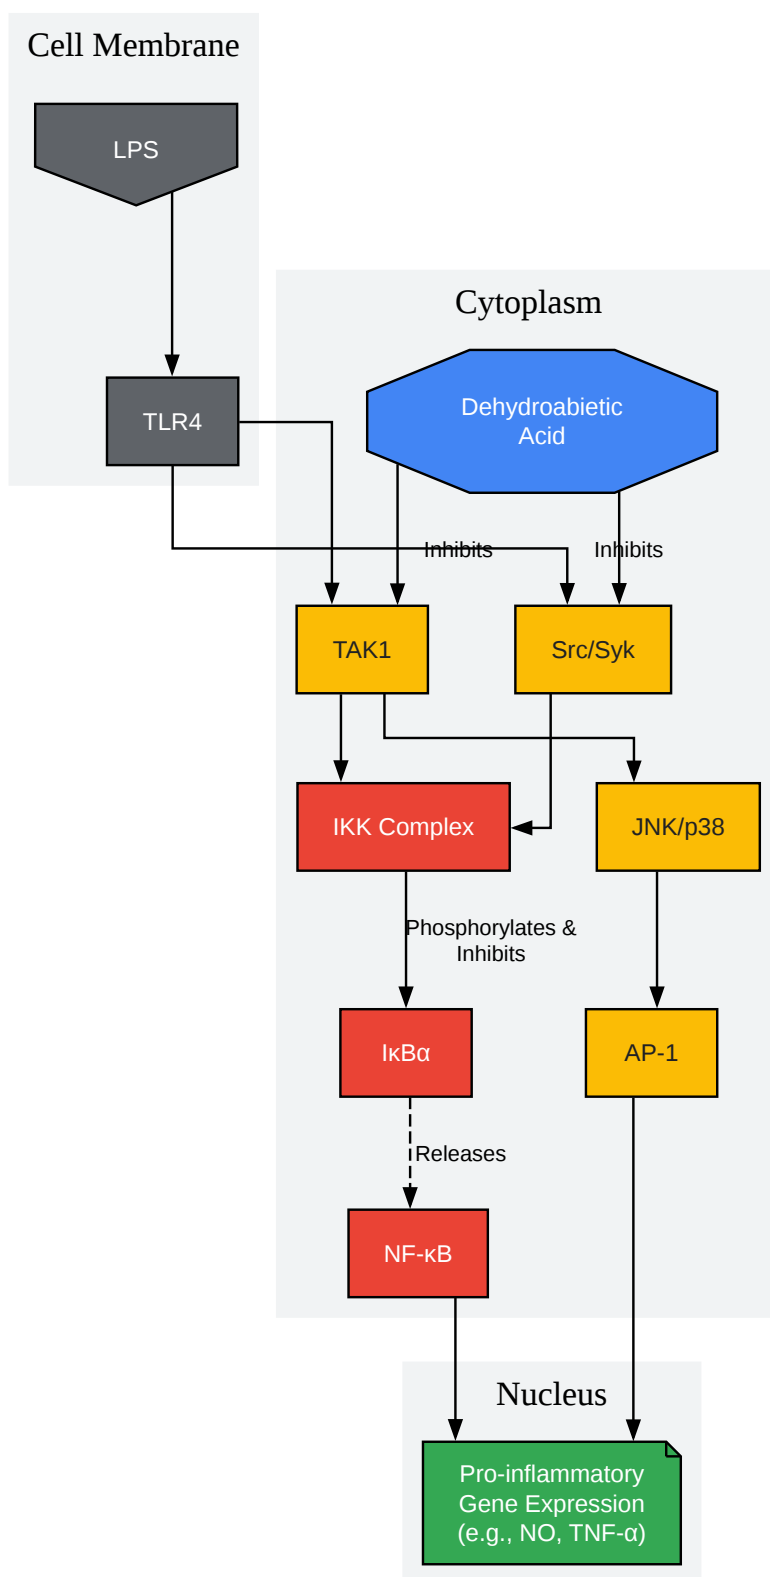 Cell Membrane
LPS
TLR4
Cytoplasm
Dehydroabietic
Acid
Inhibits
Inhibits
TAK1
Src/Syk
IKK Complex
JNK/p38
Phosphorylates &
Inhibits
IκBα
AP-1
Releases
NF-κB
Nucleus
Pro-inflammatory
Gene Expression
(e.g., NO, TNF-α)